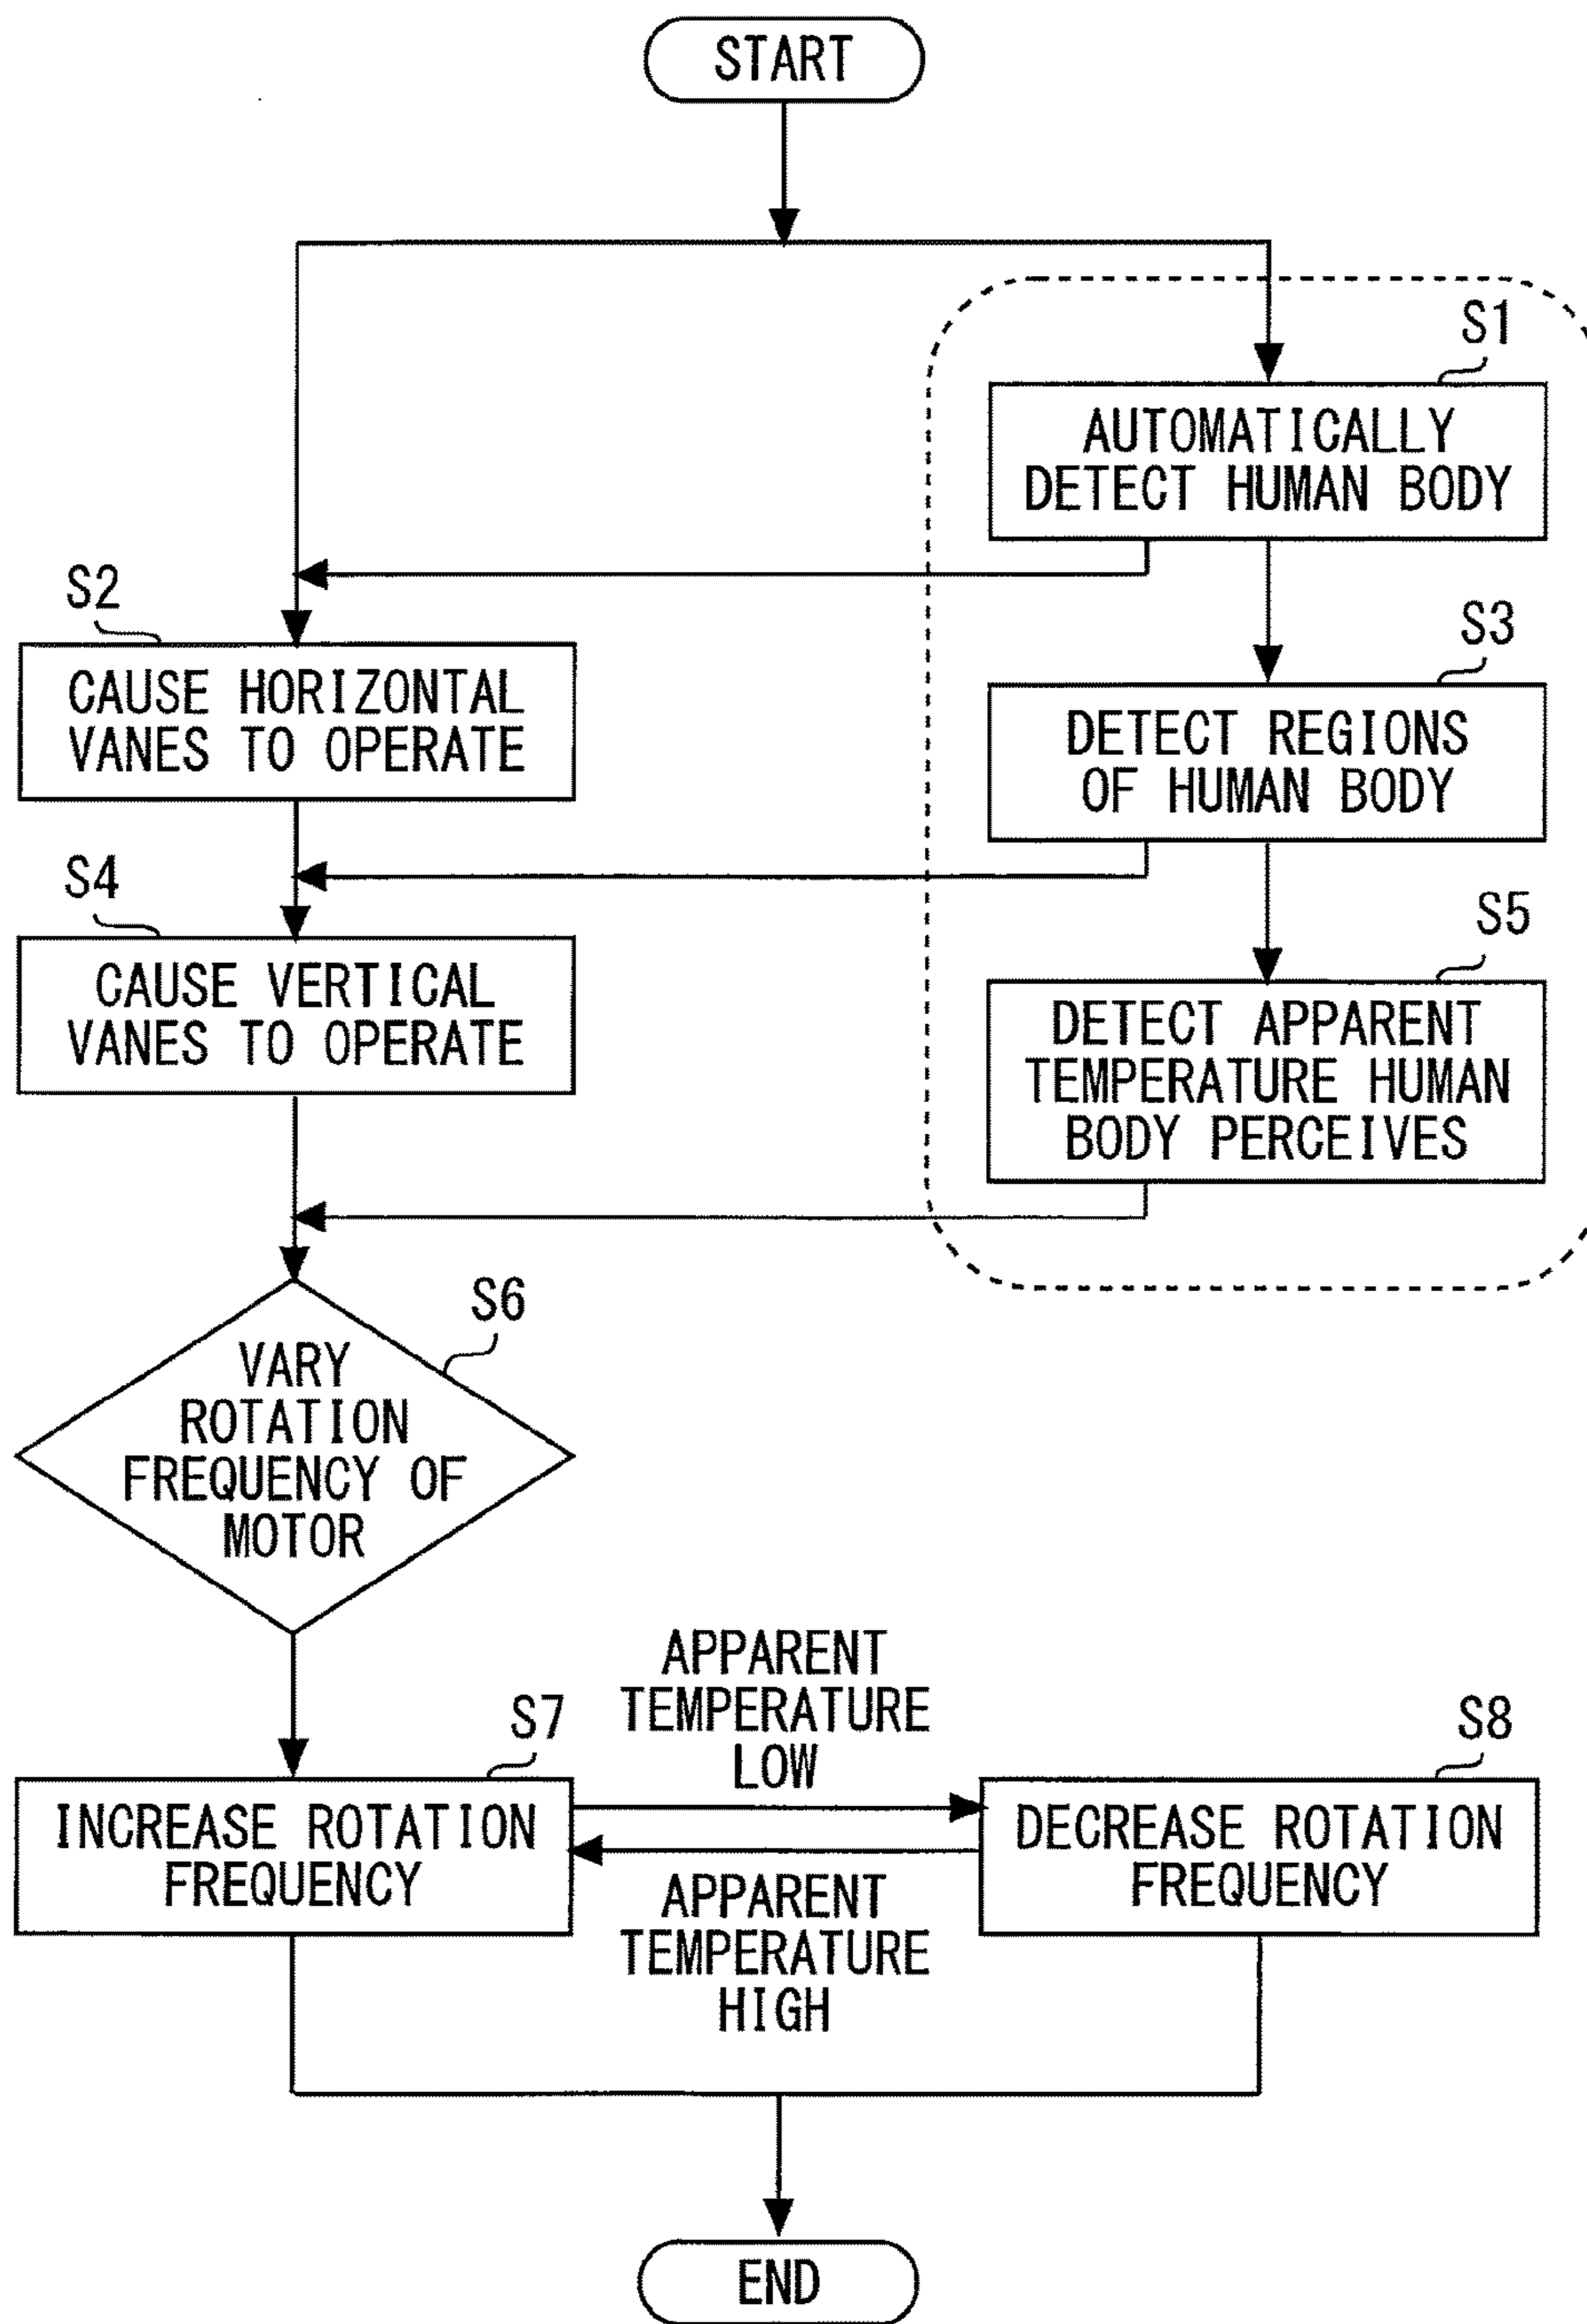 START
S1
AUTOMATICALLY
DETECT HUMAN BODY
S2
CAUSE HORIZONTAL
VANES TO OPERATE
S3
DETECT REGIONS
OF HUMAN BODY
S4
CAUSE VERTICAL
VANES TO OPERATE
S5
DETECT APPARENT
TEMPERATURE HUMAN
BODY PERCEIVES
S6
VARY
ROTATION
FREQUENCY OF
MOTOR
S7
INCREASE ROTATION
FREQUENCY
APPARENT
TEMPERATURE
LOW
APPARENT
TEMPERATURE
HIGH
S8
DECREASE ROTATION
FREQUENCY
END